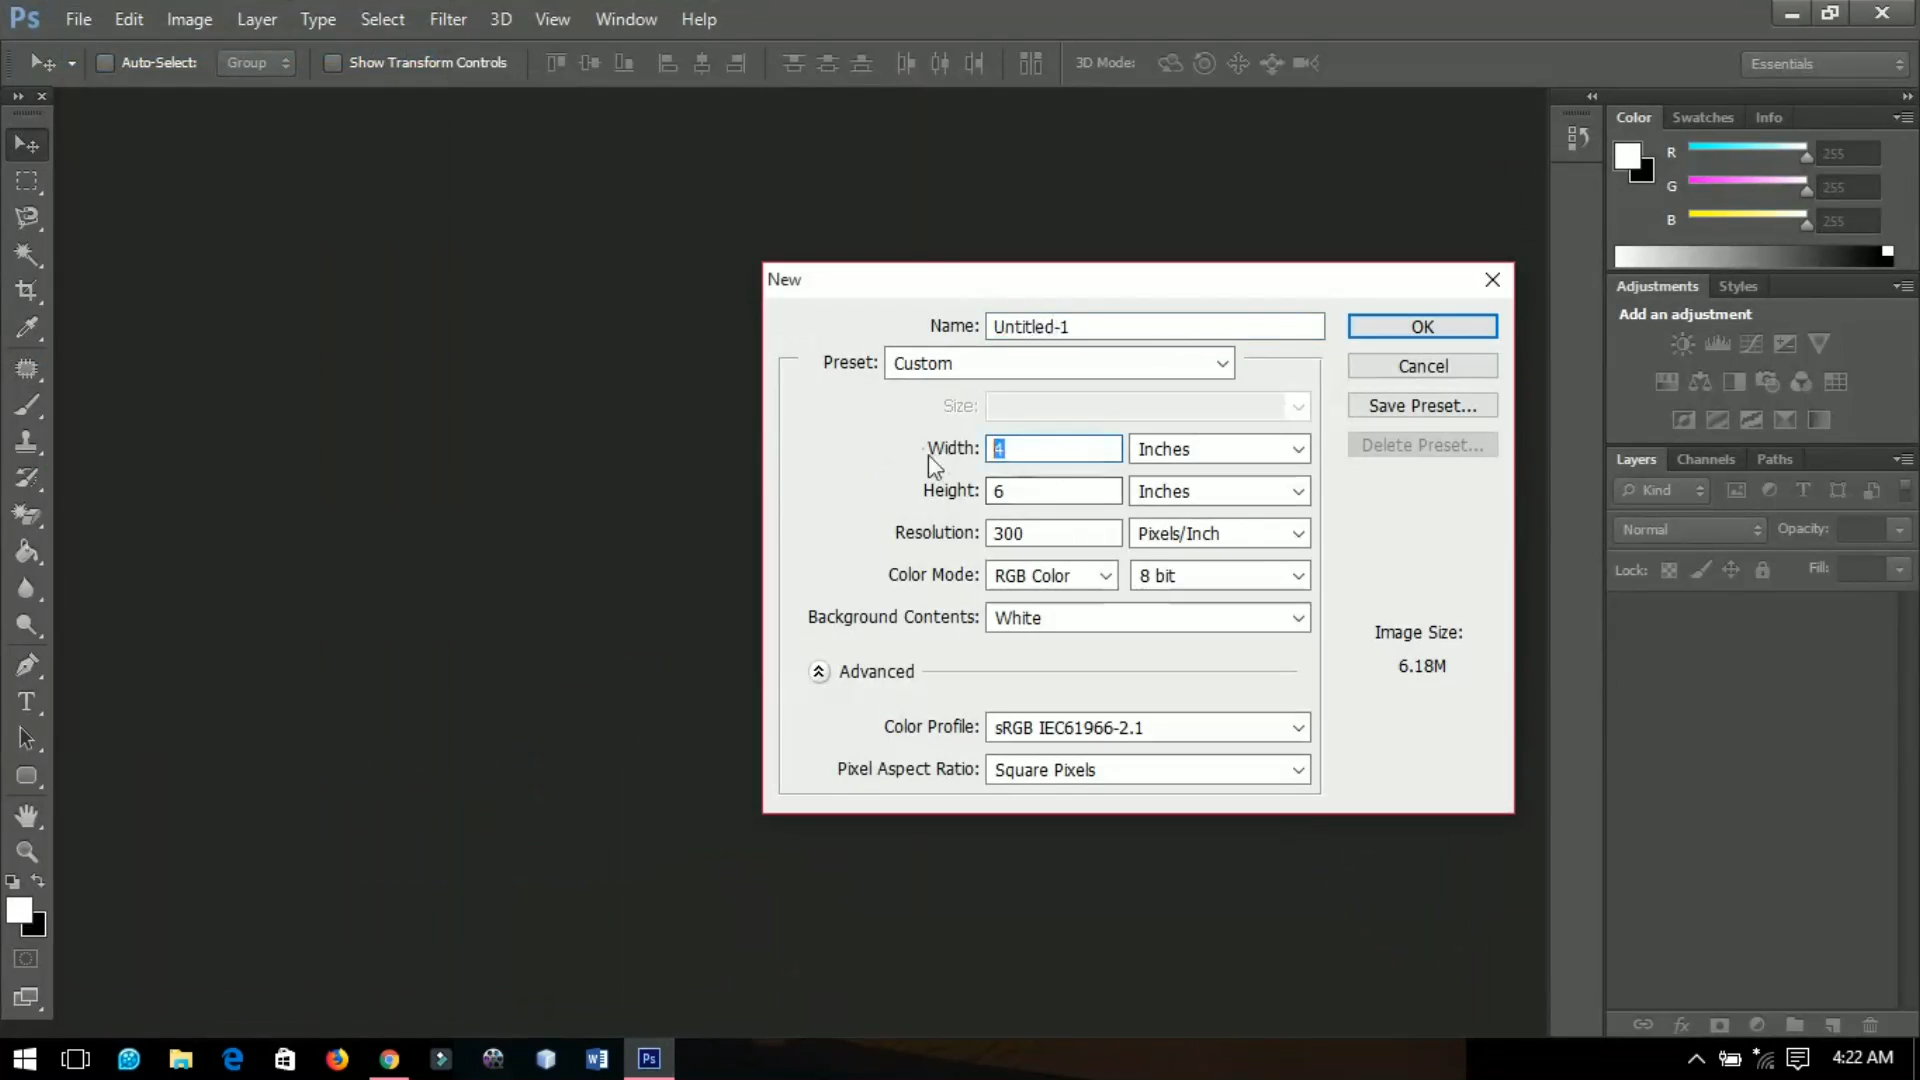 Ps File Edit Image Layer Type Select Filter 3D View Window Help
Auto-Select: Group Show Transform Controls 3D Mode: Essentials
Color Swatches Info
R 255
G 255
B 255
Adjustments Styles
Add an adjustment
Layers Channels Paths
Kind
Normal Opacity:
Lock: Fill:
New
Name: Untitled-1 OK
Preset: Custom Cancel
Size: Save Preset...
Width: 4 Inches Delete Preset...
Height: 6 Inches
Resolution: 300 Pixels/Inch
Color Mode: RGB Color 8 bit
Background Contents: White
Image Size:
6.18M
Advanced
Color Profile: sRGB IEC61966-2.1
Pixel Aspect Ratio: Square Pixels
Ps 4:22 AM